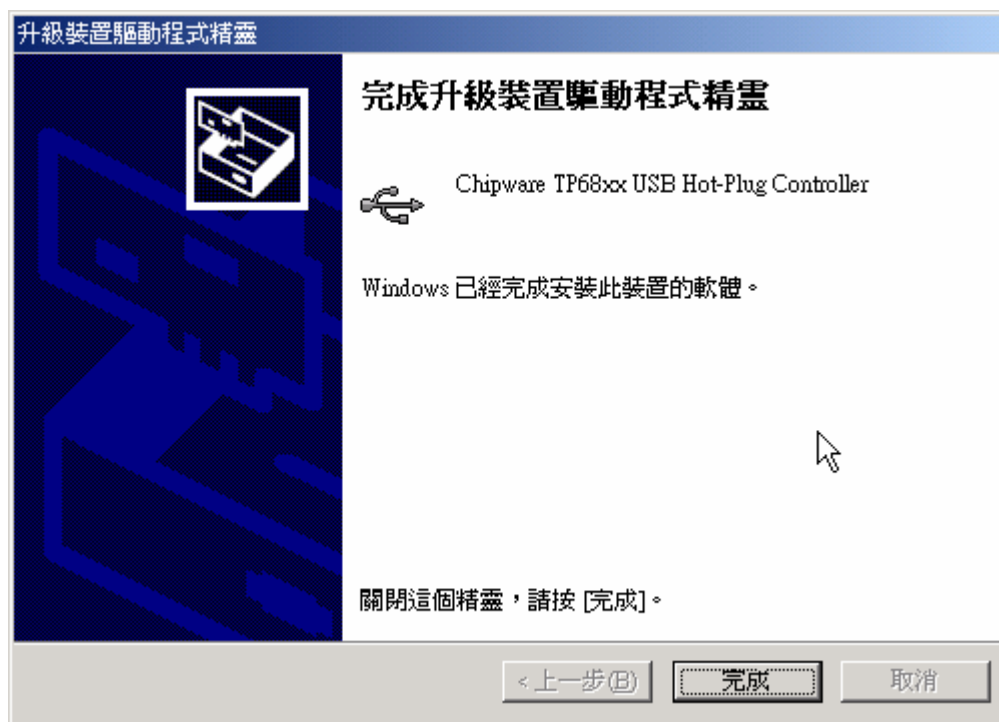 升級裝置驅動程式精靈
完成升級裝置驅動程式精靈
Chipware TP68xx USB Hot-Plug Controller
Windows 已經完成安裝此裝置的軟體。
關閉這個精靈，請按 [完成]。
< 上一步(B)
完成
取消